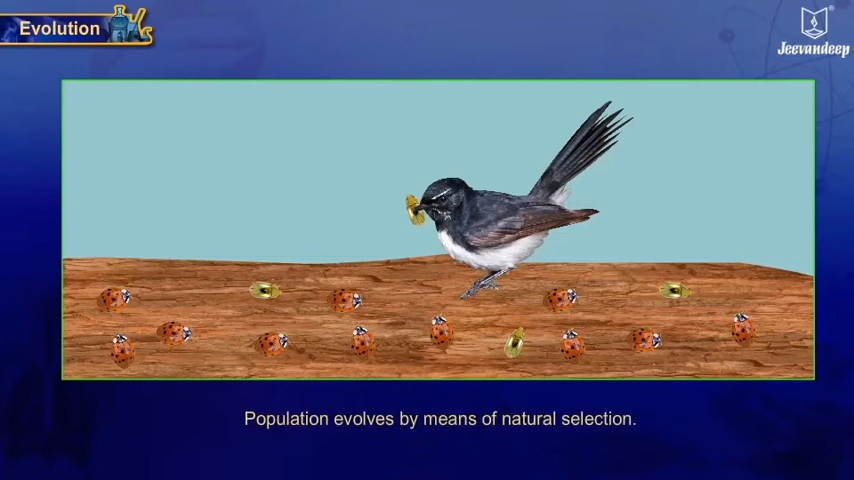 Evolution
Jeevandeep®
Population evolves by means of natural selection.